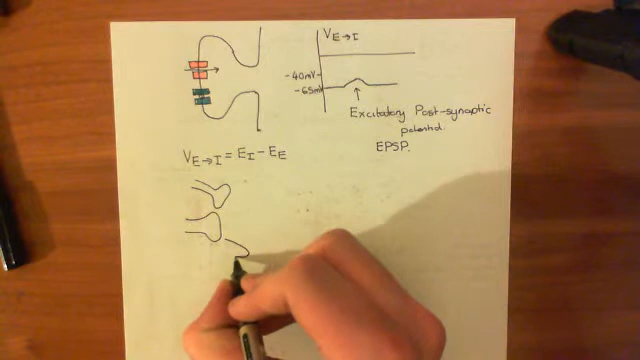 V E→I
-40mV
-65mV
Excitatory Post-synaptic
potential.
EPSP.
V E→I = E I - E E